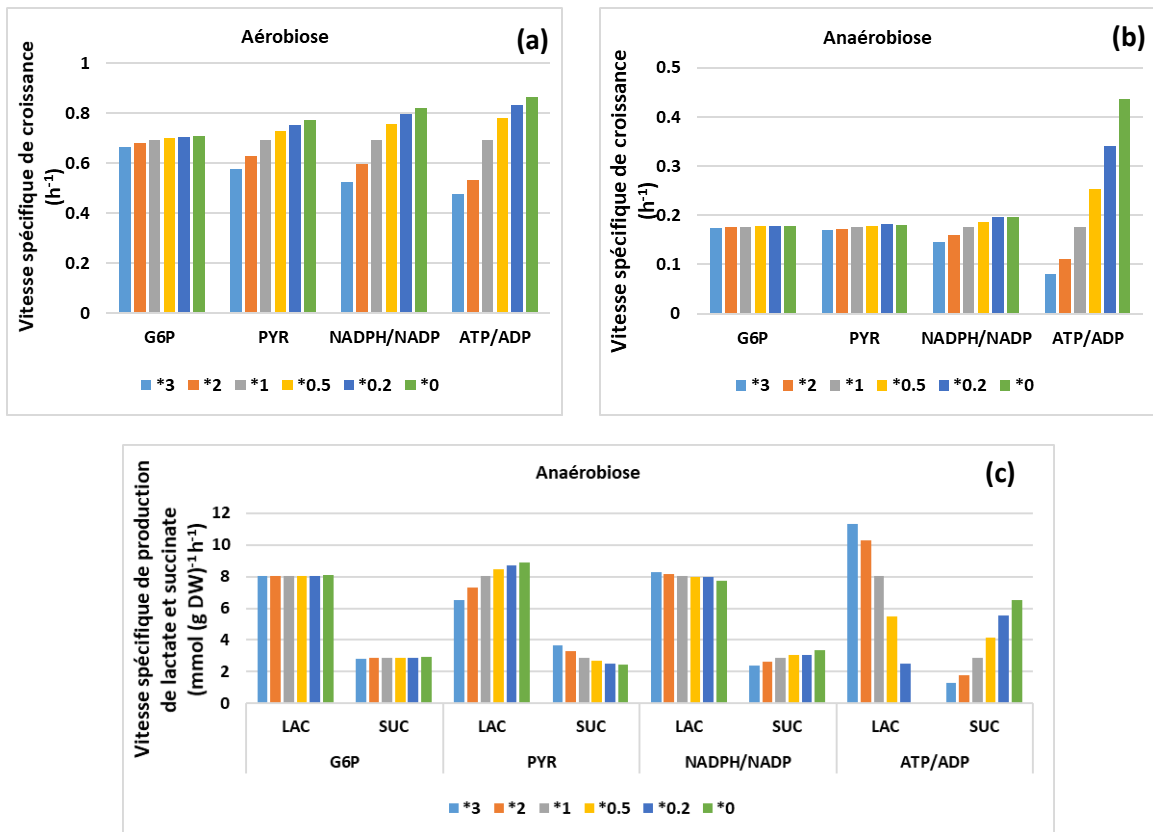 Aérobiose
(a)
Vitesse spécifique de croissance
(h-1)
1
0.8
0.6
0.4
0.2
0
G6P PYR NADPH/NADP ATP/ADP
*3 *2 *1 *0.5 *0.2 *0
Anaérobiose
(b)
Vitesse spécifique de croissance
(h-1)
0.5
0.4
0.3
0.2
0.1
0
G6P PYR NADPH/NADP ATP/ADP
*3 *2 *1 *0.5 *0.2 *0
Anaérobiose
(c)
Vitesse spécifique de production
de lactate et succinate
(mmol (g DW)-1 h-1)
12
10
8
6
4
2
0
LAC SUC LAC SUC LAC SUC LAC SUC
G6P PYR NADPH/NADP ATP/ADP
*3 *2 *1 *0.5 *0.2 *0